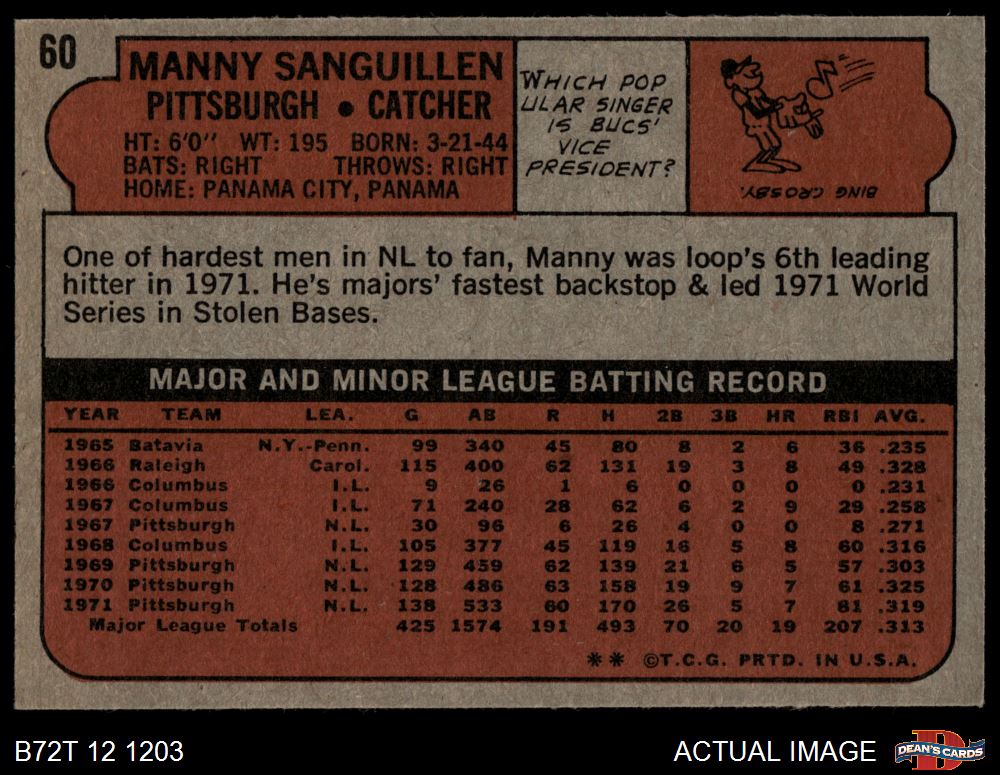 60
MANNY SANGUILLEN
PITTSBURGH • CATCHER
HT: 6'0" WT: 195 BORN: 3-21-44
BATS: RIGHT THROWS: RIGHT
HOME: PANAMA CITY, PANAMA
WHICH POP
ULAR SINGER
IS BUCS'
VICE
PRESIDENT?
BING CROSBY.
One of hardest men in NL to fan, Manny was loop's 6th leading
hitter in 1971. He's majors' fastest backstop & led 1971 World
Series in Stolen Bases.
MAJOR AND MINOR LEAGUE BATTING RECORD
YEAR TEAM LEA. G AB R H 2B 3B HR RBI AVG.
1965 Batavia N.Y.-Penn. 99 340 45 80 8 2 6 36 .235
1966 Raleigh Carol. 115 400 62 131 19 3 8 49 .328
1966 Columbus I.L. 9 26 1 6 0 0 0 0 .231
1967 Columbus I.L. 71 240 28 62 6 2 9 29 .258
1967 Pittsburgh N.L. 30 96 6 26 4 0 0 8 .271
1968 Columbus I.L. 105 377 45 119 16 5 8 60 .316
1969 Pittsburgh N.L. 129 459 62 139 21 6 5 57 .303
1970 Pittsburgh N.L. 128 486 63 158 19 9 7 61 .325
1971 Pittsburgh N.L. 138 533 60 170 26 5 7 81 .319
Major League Totals 425 1574 191 493 70 20 19 207 .313
** ©T.C.G. PRTD. IN U.S.A.
B72T 12 1203
ACTUAL IMAGE
D
DEAN'S CARDS